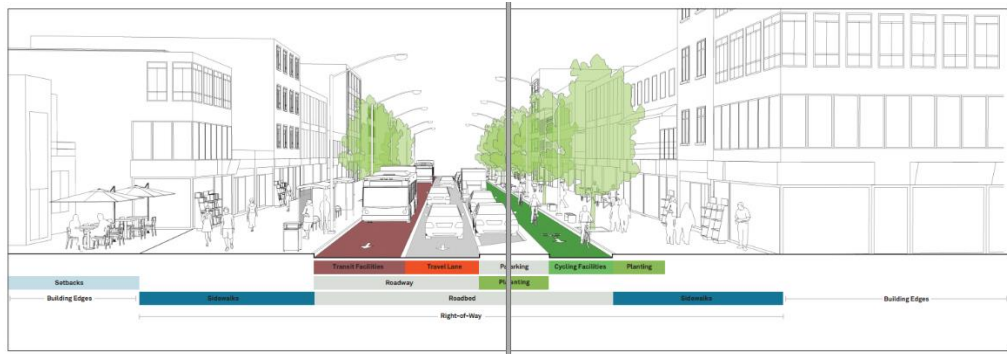 Transit Facilities Travel Lane Parking Cycling Facilities Planting
Setbacks Roadway Planting
Building Edges Sidewalks Roadbed Sidewalks Building Edges
Right-of-Way